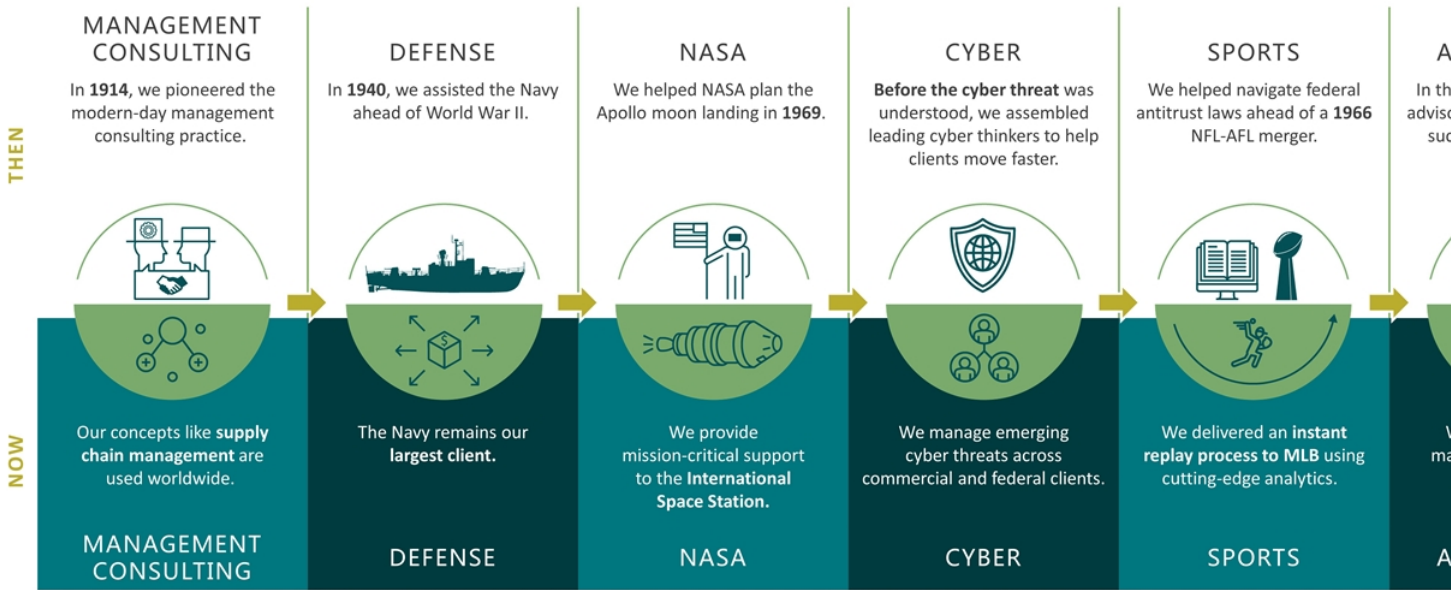 THEN
MANAGEMENT
CONSULTING
In 1914, we pioneered the
modern-day management
consulting practice.
DEFENSE
In 1940, we assisted the Navy
ahead of World War II.
NASA
We helped NASA plan the
Apollo moon landing in 1969.
CYBER
Before the cyber threat was
understood, we assembled
leading cyber thinkers to help
clients move faster.
SPORTS
We helped navigate federal
antitrust laws ahead of a 1966
NFL-AFL merger.
A
In th
adviso
suc
$
NOW
Our concepts like supply
chain management are
used worldwide.
MANAGEMENT
CONSULTING
The Navy remains our
largest client.
DEFENSE
We provide
mission-critical support
to the International
Space Station.
NASA
We manage emerging
cyber threats across
commercial and federal clients.
CYBER
We delivered an instant
replay process to MLB using
cutting-edge analytics.
SPORTS
ma
A